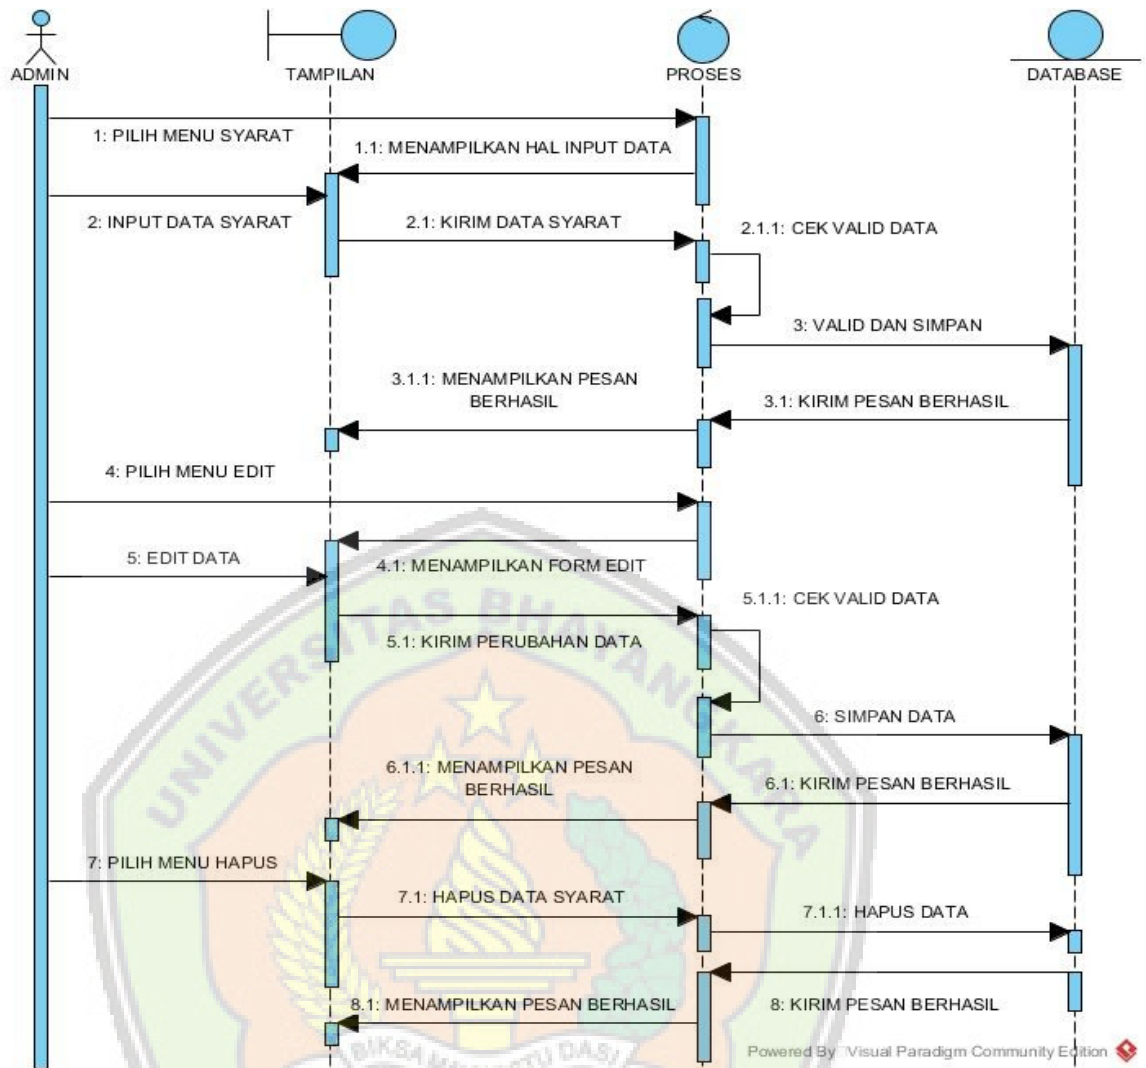 ADMIN
TAMPILAN
PROSES
DATABASE
1: PILIH MENU SYARAT
1.1: MENAMPILKAN HAL INPUT DATA
2: INPUT DATA SYARAT
2.1: KIRIM DATA SYARAT
2.1.1: CEK VALID DATA
3: VALID DAN SIMPAN
3.1.1: MENAMPILKAN PESAN
BERHASIL
3.1: KIRIM PESAN BERHASIL
4: PILIH MENU EDIT
5: EDIT DATA
4.1: MENAMPILKAN FORM EDIT
5.1.1: CEK VALID DATA
5.1: KIRIM PERUBAHAN DATA
6: SIMPAN DATA
6.1.1: MENAMPILKAN PESAN
BERHASIL
6.1: KIRIM PESAN BERHASIL
7: PILIH MENU HAPUS
7.1: HAPUS DATA SYARAT
7.1.1: HAPUS DATA
8.1: MENAMPILKAN PESAN BERHASIL
8: KIRIM PESAN BERHASIL
Powered By Visual Paradigm Community Edition
UNIVERSITAS BHAYANGKARA